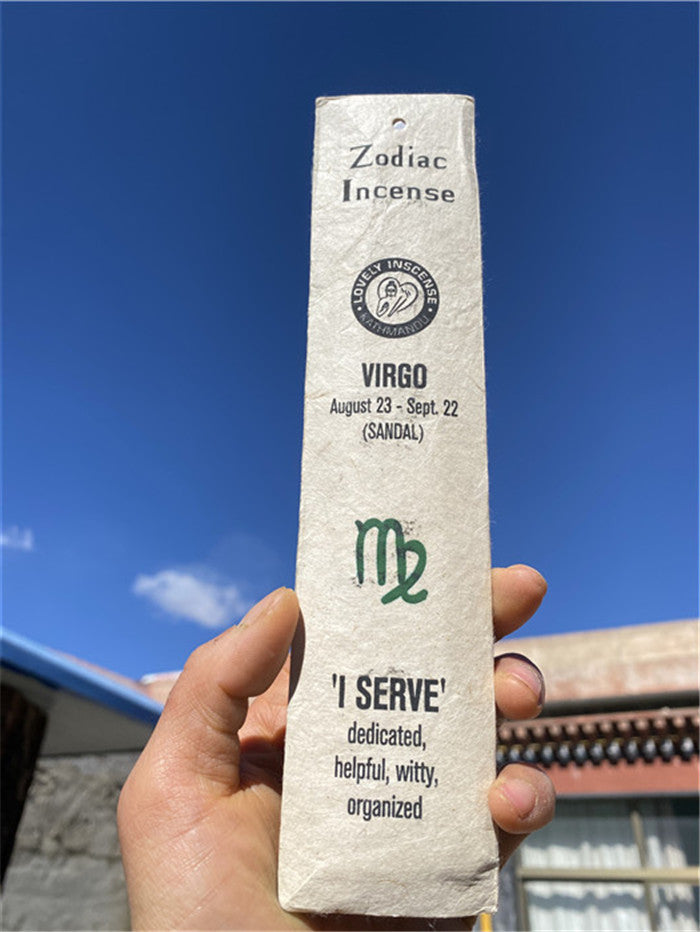 Zodiac
Incense
LOVELY INSCENSE
KATHMANDU
VIRGO
August 23 - Sept. 22
(SANDAL)
'I SERVE'
dedicated,
helpful, witty,
organized